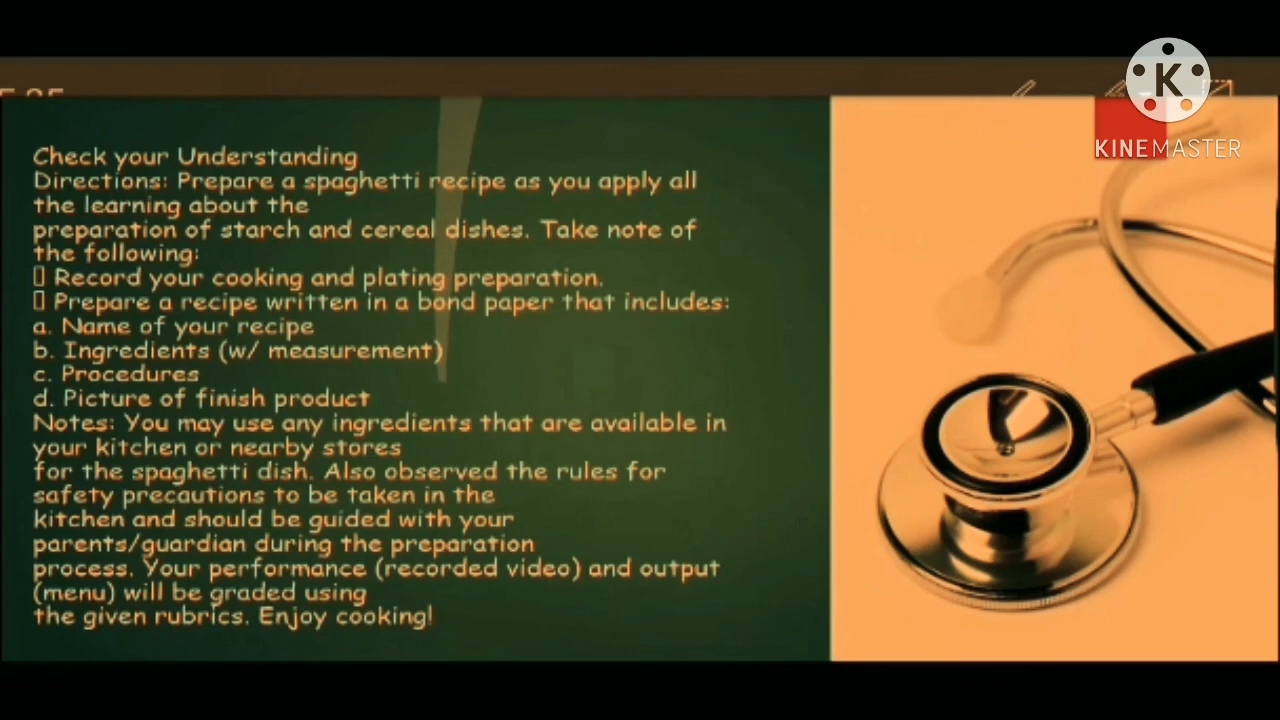 Check your Understanding
Directions: Prepare a spaghetti recipe as you apply all
the learning about the
preparation of starch and cereal dishes. Take note of
the following:
▯ Record your cooking and plating preparation.
▯ Prepare a recipe written in a bond paper that includes:
a. Name of your recipe
b. Ingredients (w/ measurement)
c. Procedures
d. Picture of finish product
Notes: You may use any ingredients that are available in
your kitchen or nearby stores
for the spaghetti dish. Also observed the rules for
safety precautions to be taken in the
kitchen and should be guided with your
parents/guardian during the preparation
process. Your performance (recorded video) and output
(menu) will be graded using
the given rubrics. Enjoy cooking!
K
KINEMASTER